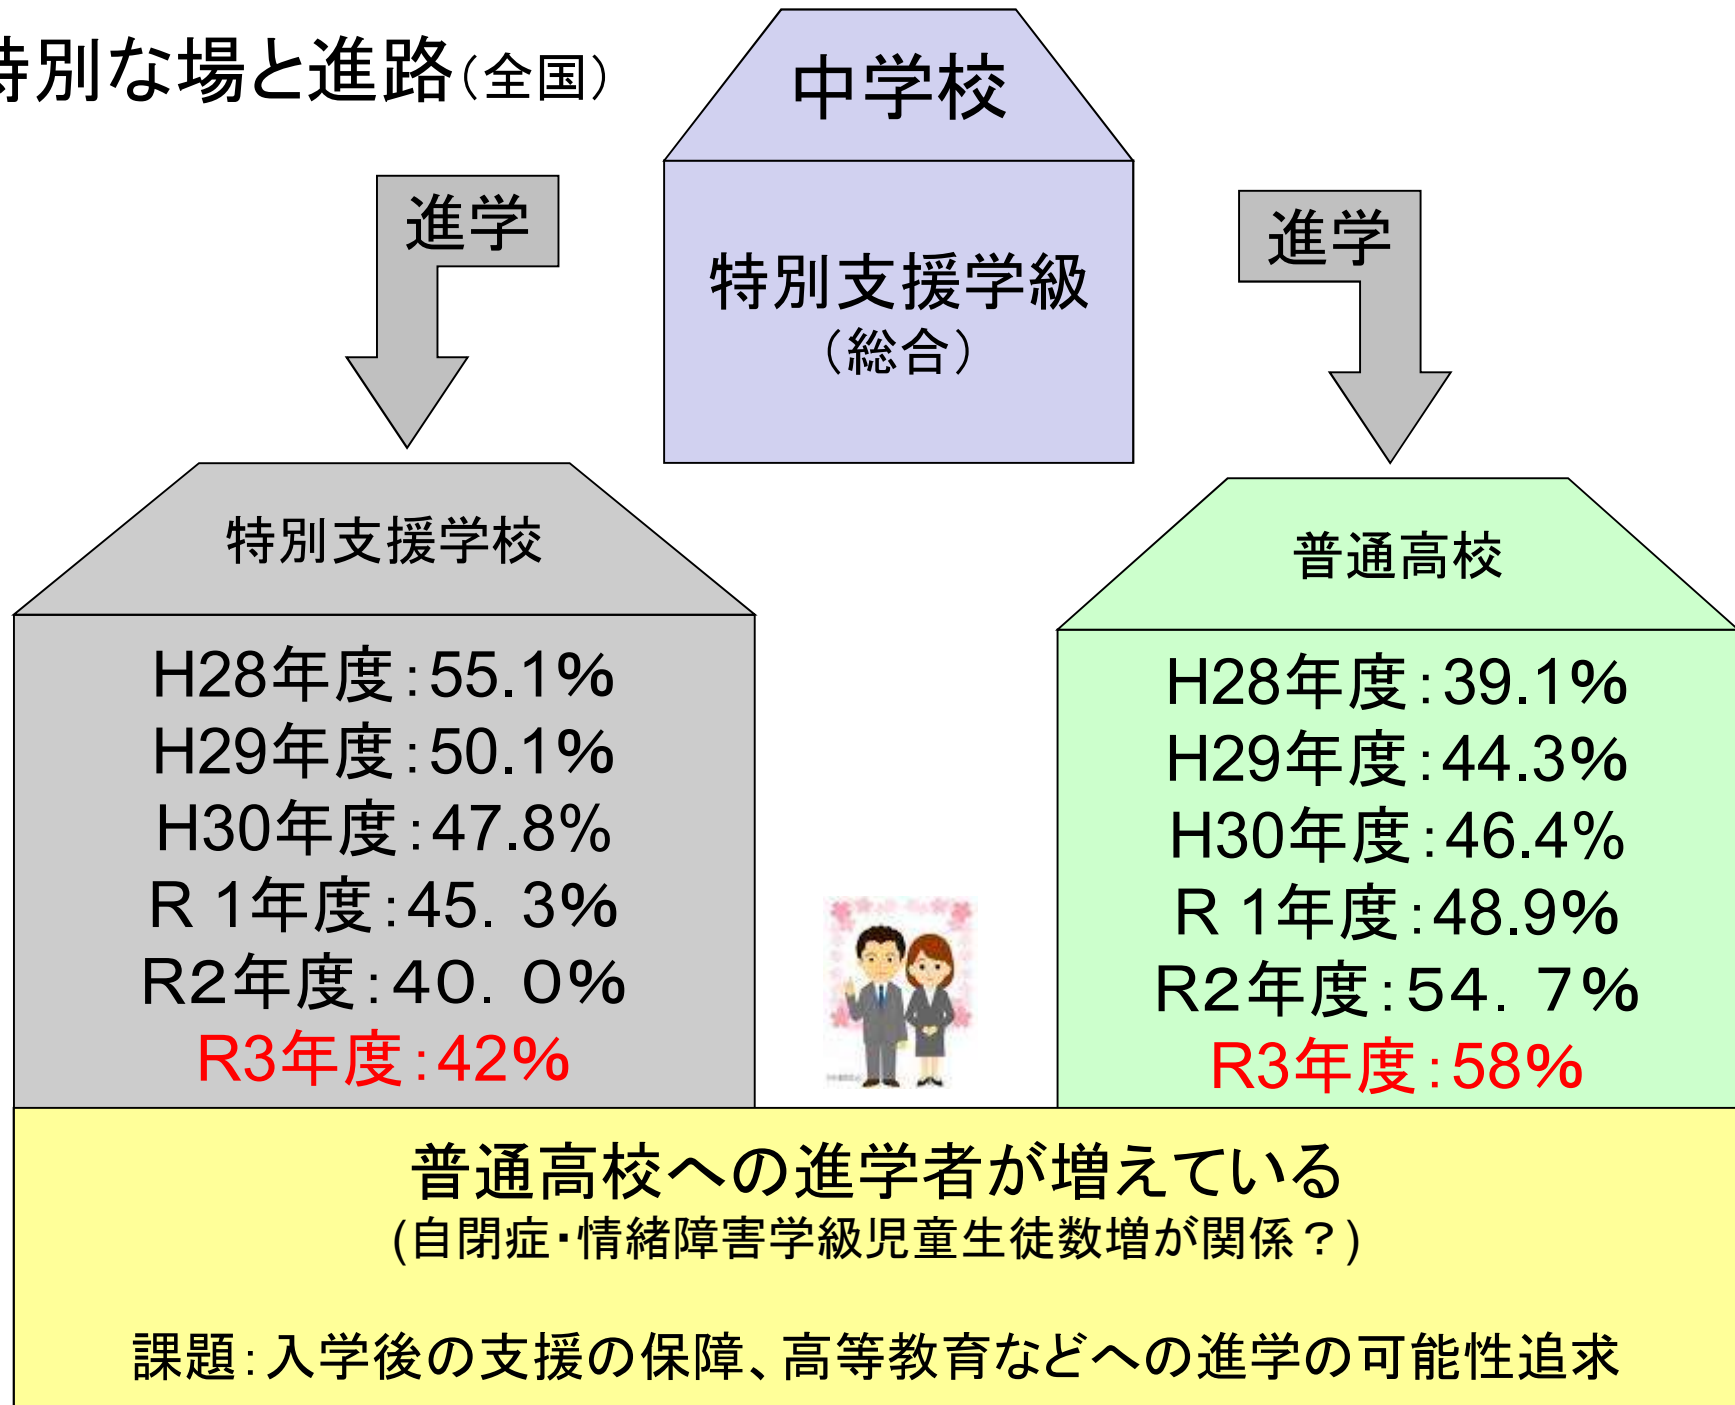 特別な場と進路(全国)
中学校
進学
進学
特別支援学級
(総合)
特別支援学校
普通高校
H28年度:55.1%
H29年度:50.1%
H30年度:47.8%
R 1年度:45. 3%
R2年度:40. 0%
R3年度:42%
H28年度:39.1%
H29年度:44.3%
H30年度:46.4%
R 1年度:48.9%
R2年度:54. 7%
R3年度:58%
普通高校への進学者が増えている
(自閉症・情緒障害学級児童生徒数増が関係?)
課題:入学後の支援の保障、高等教育などへの進学の可能性追求